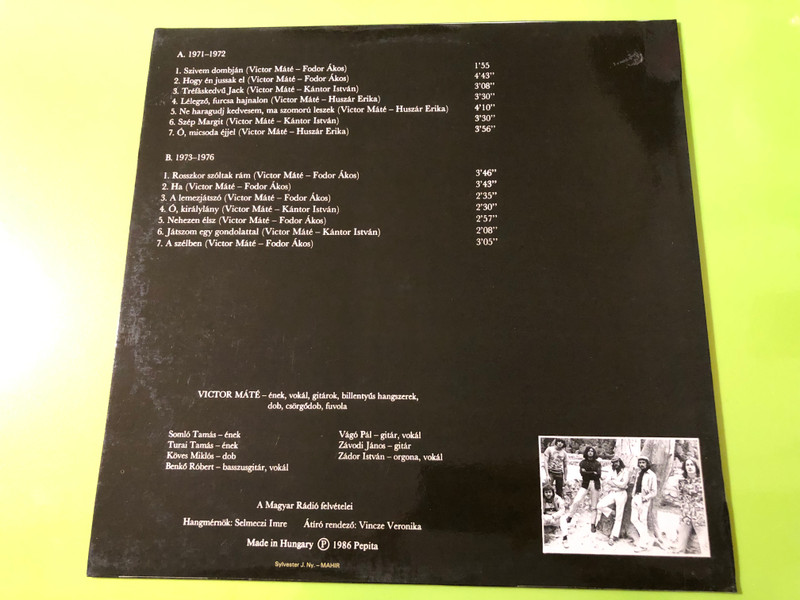 A. 1971–1972
1. Szivem dombján (Victor Máté – Fodor Ákos) 1'55
2. Hogy én jussak el (Victor Máté – Fodor Ákos) 4'43''
3. Tréfáskedvű Jack (Victor Máté – Kántor István) 3'08''
4. Lélegző, furcsa hajnalon (Victor Máté – Huszár Erika) 3'30''
5. Ne haragudj kedvesem, ma szomorú leszek (Victor Máté – Huszár Erika) 4'10''
6. Szép Margit (Victor Máté – Kántor István) 3'30''
7. Ó, micsoda éjjel (Victor Máté – Huszár Erika) 3'56''
B. 1973–1976
1. Rosszkor szóltak rám (Victor Máté – Fodor Ákos) 3'46''
2. Ha (Victor Máté – Fodor Ákos) 3'43''
3. A lemezjátszó (Victor Máté – Fodor Ákos) 2'35''
4. Ó, királylány (Victor Máté – Kántor István) 2'30''
5. Nehezen élsz (Victor Máté – Fodor Ákos) 2'57''
6. Játszom egy gondolattal (Victor Máté – Kántor István) 2'08''
7. A szélben (Victor Máté – Fodor Ákos) 3'05''
VICTOR MÁTÉ – ének, vokál, gitárok, billentyűs hangszerek,
dob, csörgődob, fuvola
Somló Tamás – ének
Turai Tamás – ének
Köves Miklós – dob
Benkő Róbert – basszusgitár, vokál
Vágó Pál – gitár, vokál
Závodi János – gitár
Zádor István – orgona, vokál
A Magyar Rádió felvételei
Hangmérnök: Selmeczi Imre Átíró rendező: Vincze Veronika
Made in Hungary Ⓟ 1986 Pepita
Sylvester J. Ny. – MAHIR